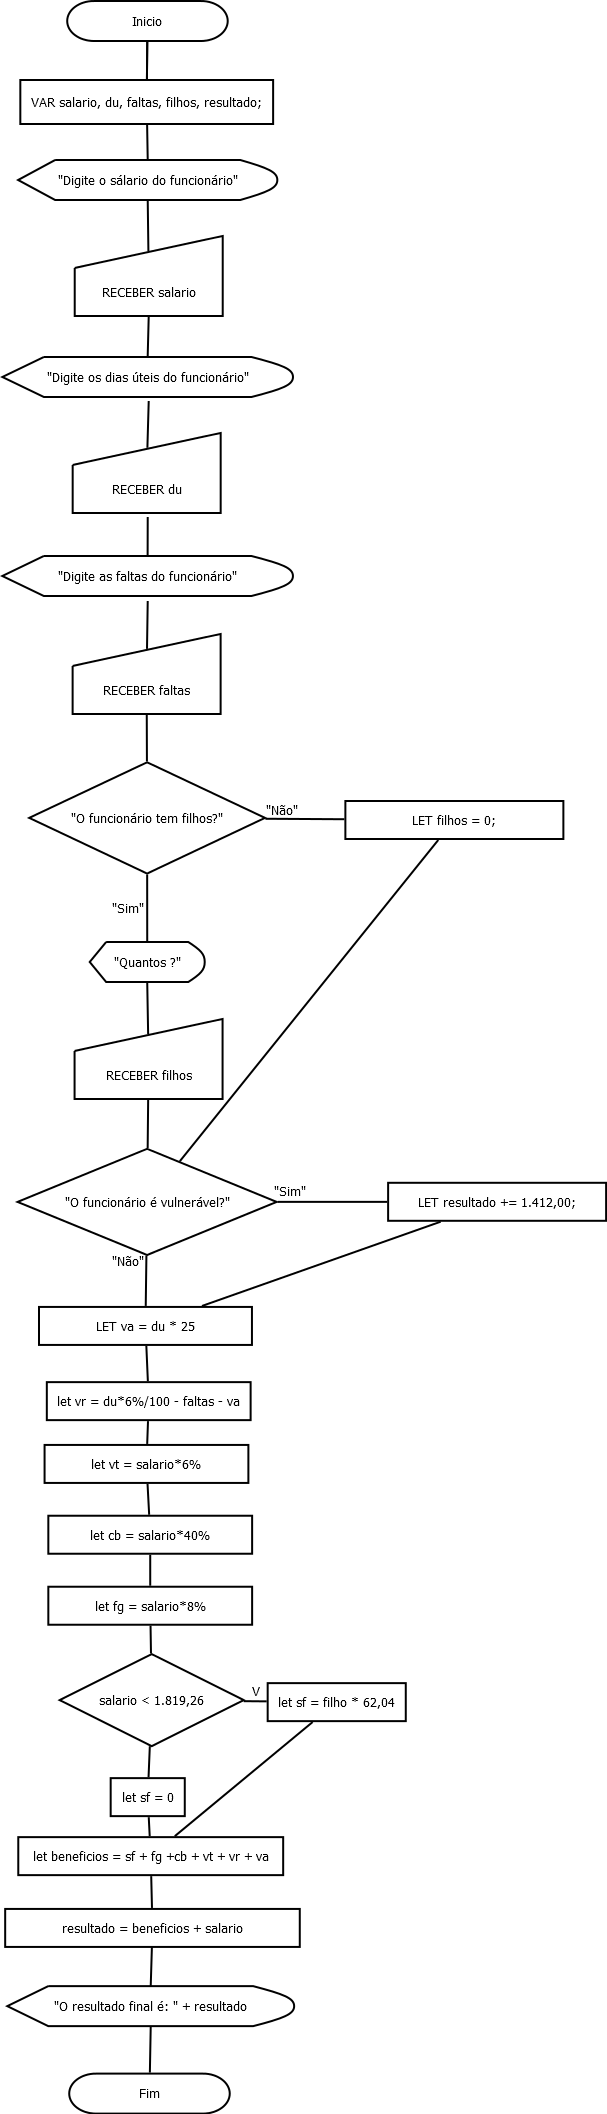 Inicio
VAR salario, du, faltas, filhos, resultado;
"Digite o sálario do funcionário"
RECEBER salario
"Digite os dias úteis do funcionário"
RECEBER du
"Digite as faltas do funcionário"
RECEBER faltas
"O funcionário tem filhos?"
"Não"
LET filhos = 0;
"Sim"
"Quantos ?"
RECEBER filhos
"O funcionário é vulnerável?"
"Sim"
LET resultado += 1.412,00;
"Não"
LET va = du * 25
let vr = du*6%/100 - faltas - va
let vt = salario*6%
let cb = salario*40%
let fg = salario*8%
salario < 1.819,26
V
let sf = filho * 62,04
let sf = 0
let beneficios = sf + fg +cb + vt + vr + va
resultado = beneficios + salario
"O resultado final é: " + resultado
Fim